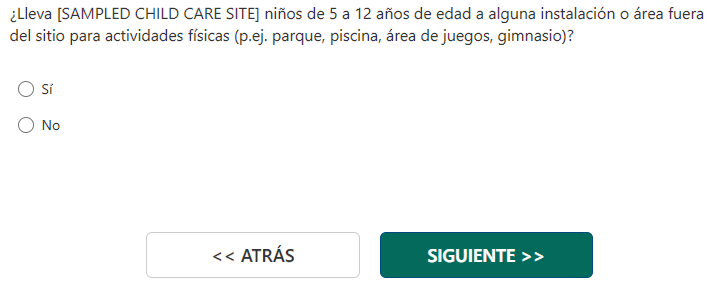 ¿Lleva [SAMPLED CHILD CARE SITE] niños de 5 a 12 años de edad a alguna instalación o área fuera
del sitio para actividades físicas (p.ej. parque, piscina, área de juegos, gimnasio)?
Sí
No
<< ATRÁS
SIGUIENTE >>